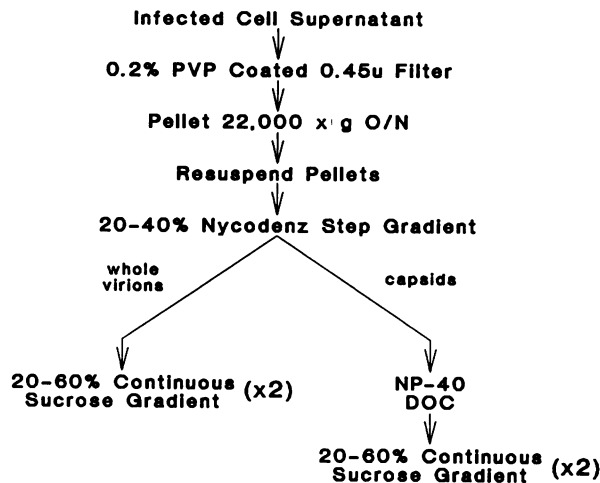 Infected Cell Supernatant
0.2% PVP Coated 0.45u Filter
Pellet 22,000 x g O/N
Resuspend Pellets
20-40% Nycodenz Step Gradient
whole
virions
capsids
20-60% Continuous
Sucrose Gradient (x2)
NP-40
DOC
20-60% Continuous
Sucrose Gradient (x2)